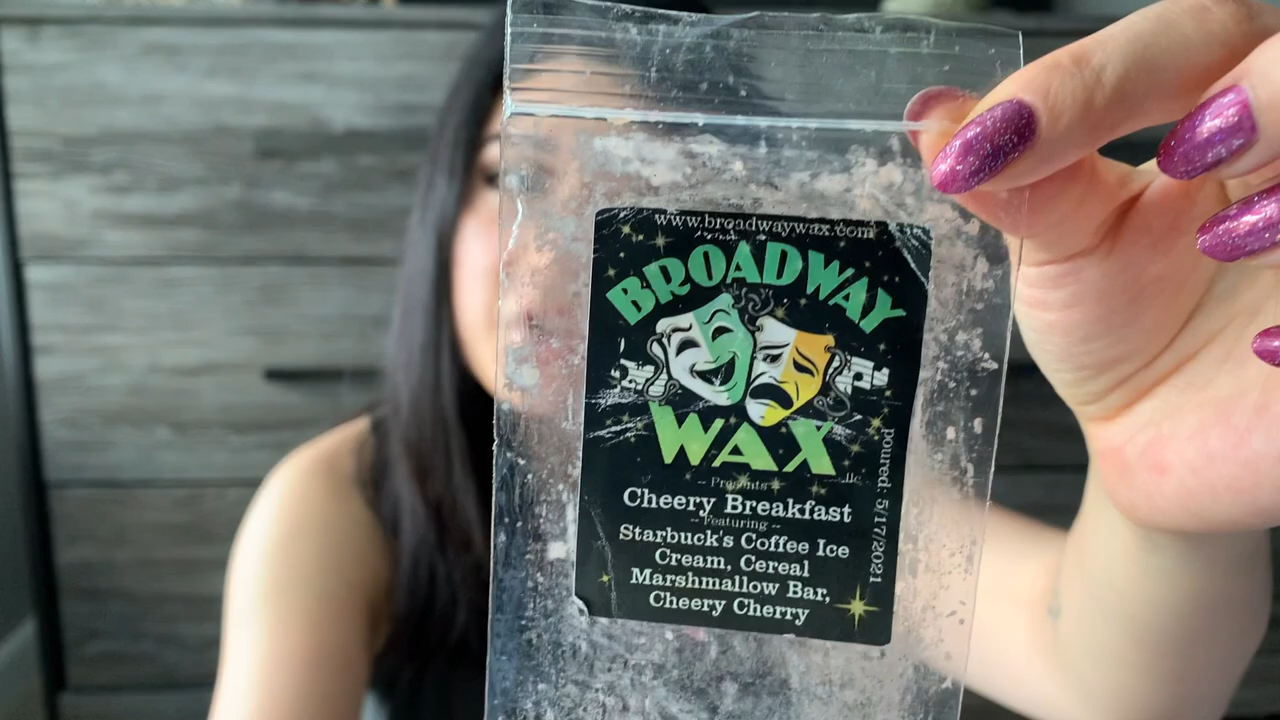 www.broadwaywax.com
BROADWAY
WAX
llc
-- Presents --
Cheery Breakfast
-- Featuring --
Starbuck's Coffee Ice
Cream, Cereal
Marshmallow Bar,
Cheery Cherry
poured: 5/17/2021